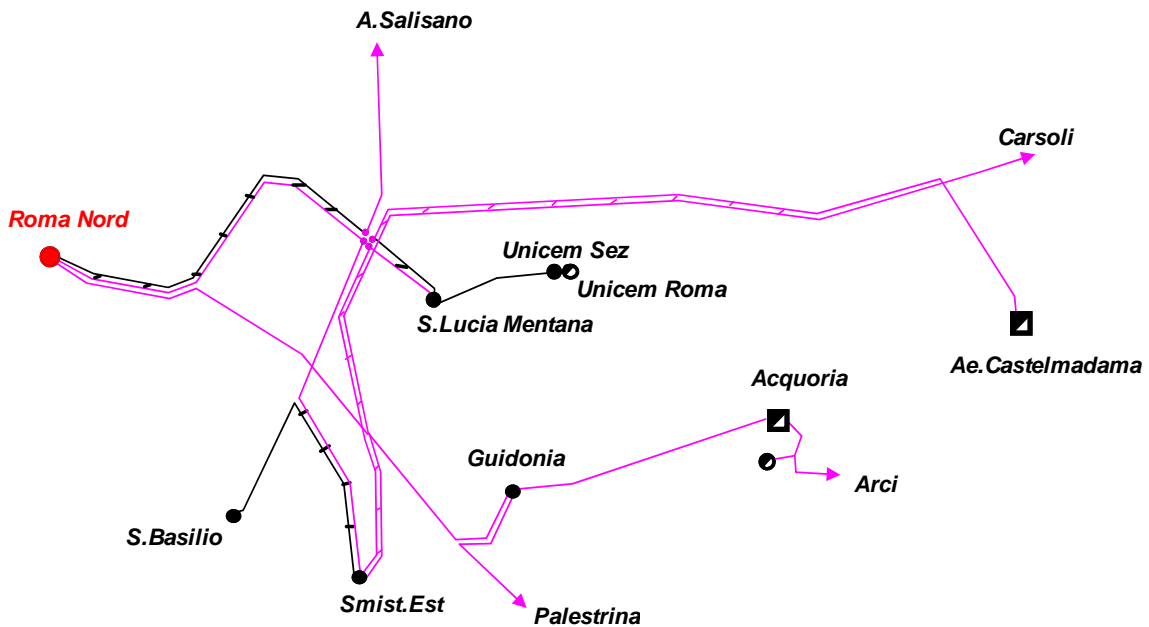 A.Salisano
Carsoli
Roma Nord
Unicem Sez
Unicem Roma
S.Lucia Mentana
Ae.Castelmadama
Acquoria
Guidonia
Arci
S.Basilio
Smist.Est
Palestrina